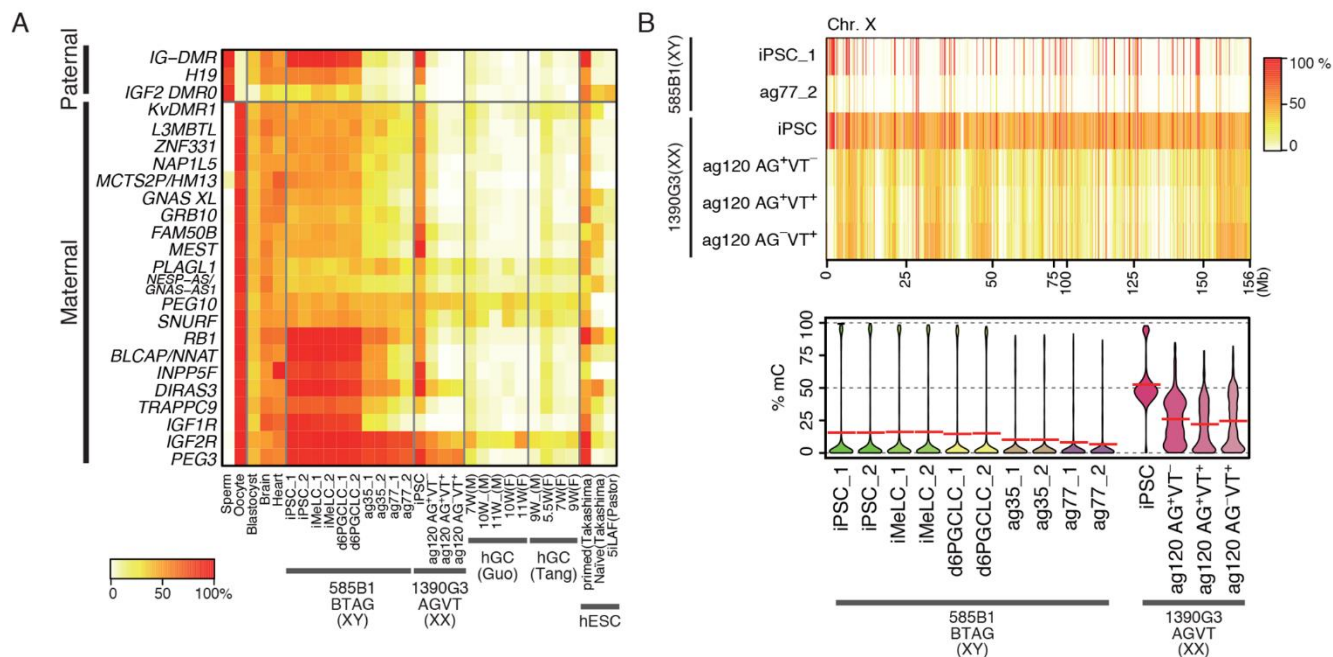 A
Paternal
IG-DMR
H19
IGF2 DMR0
Maternal
KvDMR1
L3MBTL
ZNF331
NAP1L5
MCTS2P/HM13
GNAS XL
GRB10
FAM50B
MEST
PLAGL1
NESP-AS/
GNAS-AS1
PEG10
SNURF
RB1
BLCAP/NNAT
INPP5F
DIRAS3
TRAPPC9
IGF1R
IGF2R
PEG3
Sperm
Oocyte
Blastocyst
Brain
Heart
iPSC_1
iPSC_2
iMeLC_1
iMeLC_2
d6PGCLC_1
d6PGCLC_2
ag35_1
ag35_2
ag77_1
ag77_2
iPSC
ag120 AG⁺VT⁻
ag120 AG⁺VT⁺
ag120 AG⁻VT⁺
7W(M)
10W_(M)
11W_(M)
10W(F)
11W(F)
9W_(M)
5.5W(F)
7W(F)
9W(F)
primed(Takashima)
Naïve(Takashima)
5iLAF(Pastor)
0 50 100%
585B1
BTAG
(XY)
1390G3
AGVT
(XX)
hGC
(Guo)
hGC
(Tang)
hESC
B
Chr. X
585B1(XY)
iPSC_1
ag77_2
1390G3(XX)
iPSC
ag120 AG⁺VT⁻
ag120 AG⁺VT⁺
ag120 AG⁻VT⁺
100 %
50
0
0 25 50 75 100 125 156
(Mb)
% mC
100
75
50
25
0
iPSC_1
iPSC_2
iMeLC_1
iMeLC_2
d6PGCLC_1
d6PGCLC_2
ag35_1
ag35_2
ag77_1
ag77_2
iPSC
ag120 AG⁺VT⁻
ag120 AG⁺VT⁺
ag120 AG⁻VT⁺
585B1
BTAG
(XY)
1390G3
AGVT
(XX)